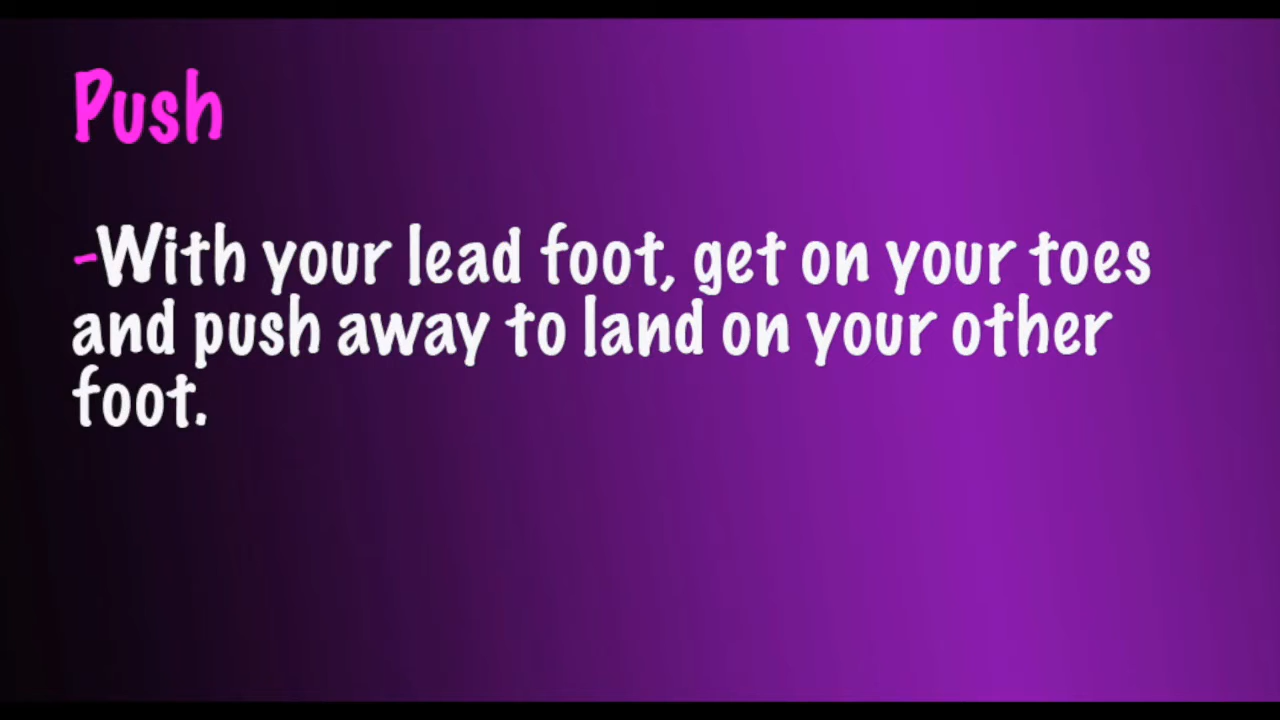 Push
-With your lead foot, get on your toes
and push away to land on your other
foot.